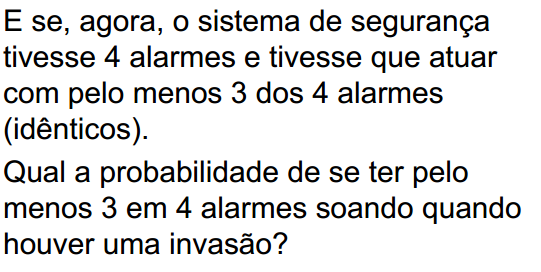 E se, agora, o sistema de segurança
tivesse 4 alarmes e tivesse que atuar
com pelo menos 3 dos 4 alarmes
(idênticos).
Qual a probabilidade de se ter pelo
menos 3 em 4 alarmes soando quando
houver uma invasão?